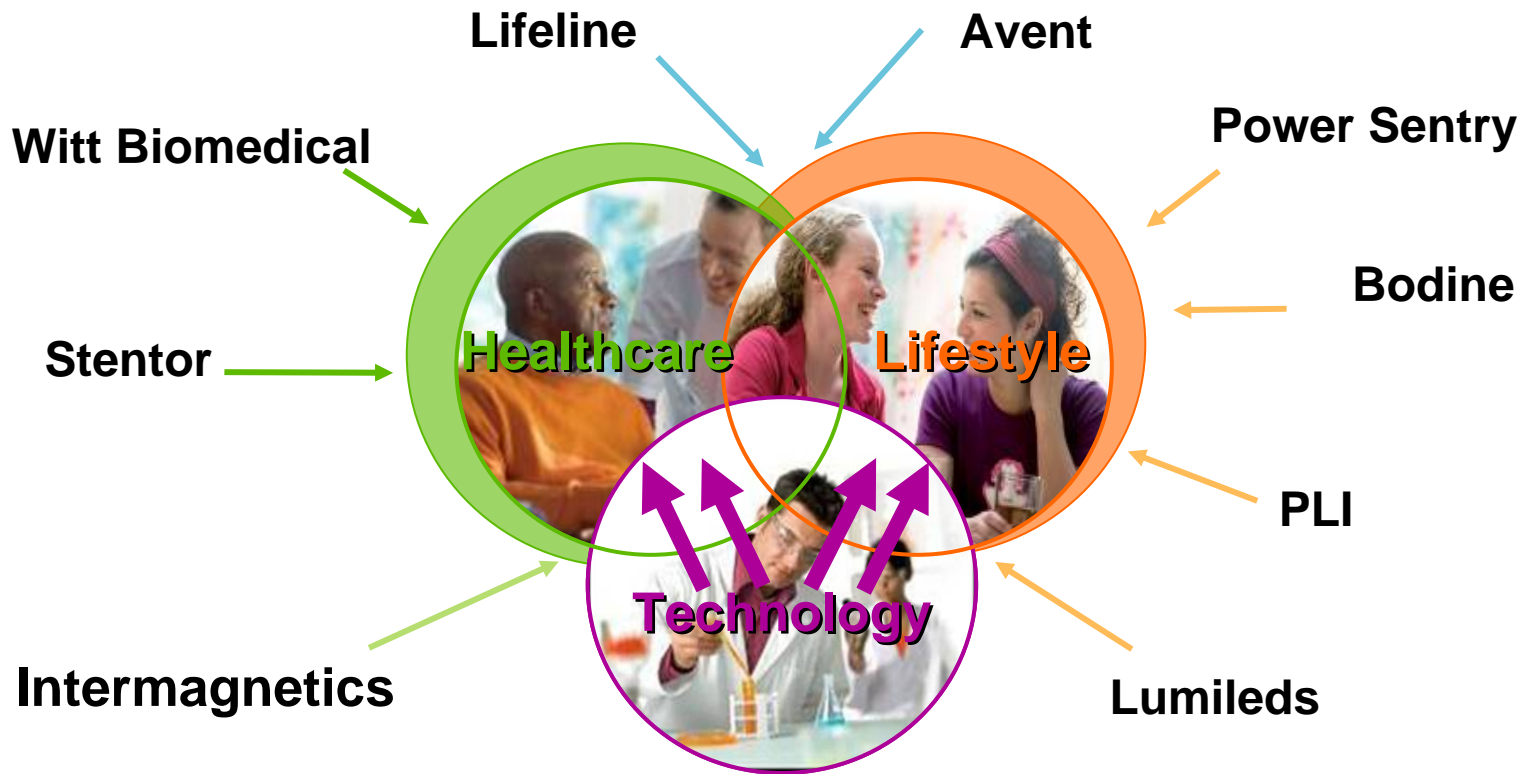 Lifeline
Avent
Witt Biomedical
Power Sentry
Bodine
Stentor
Healthcare
Lifestyle
PLI
Technology
Intermagnetics
Lumileds